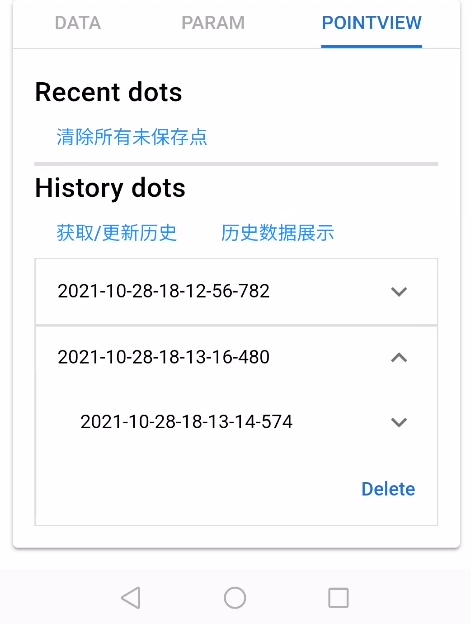 DATA PARAM POINTVIEW
Recent dots
清除所有未保存点
History dots
获取/更新历史 历史数据展示
2021-10-28-18-12-56-782
2021-10-28-18-13-16-480
2021-10-28-18-13-14-574
Delete